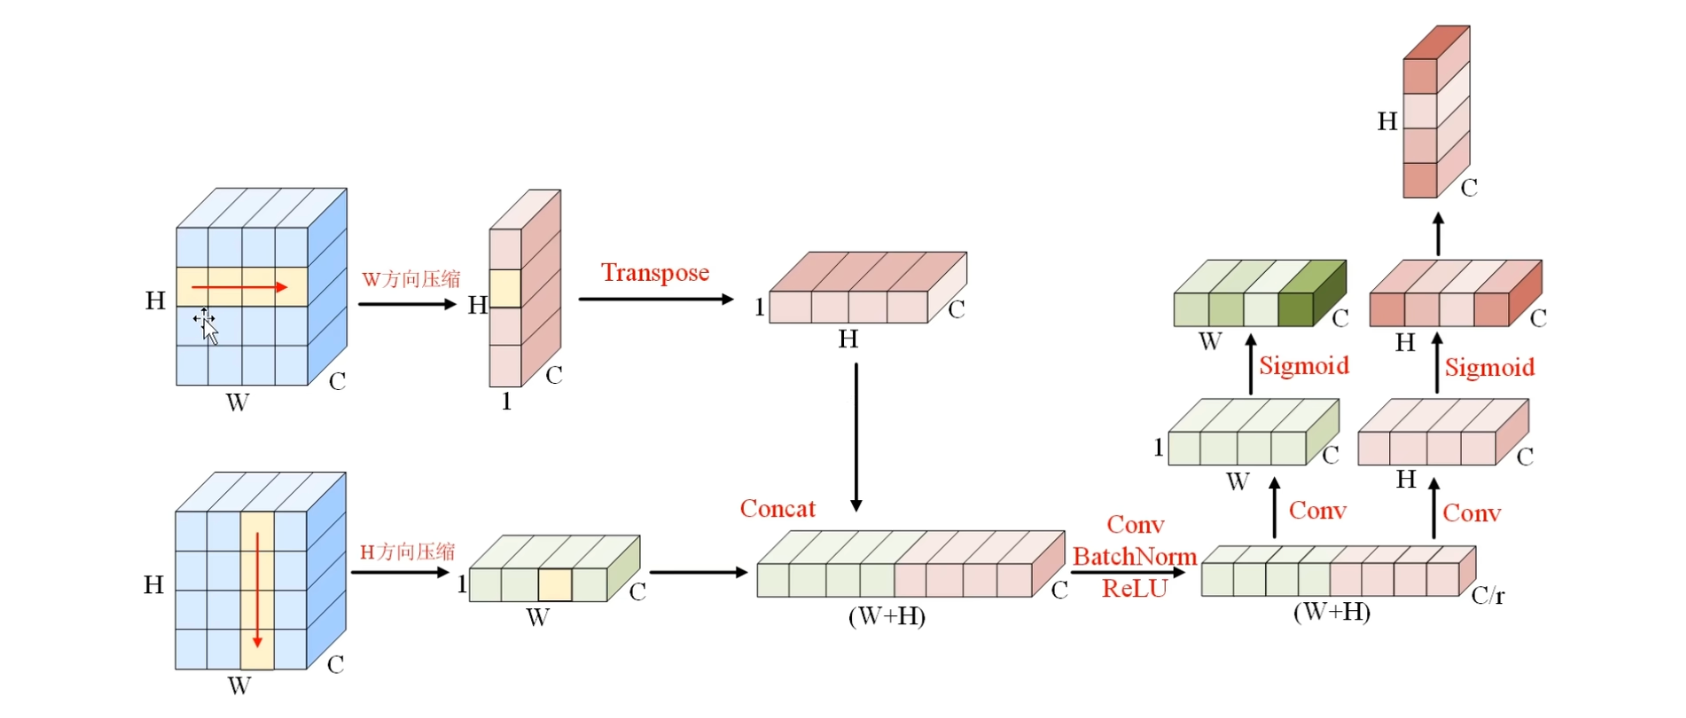 H
W
C
W方向压缩
H
1
C
Transpose
1
H
C
H
W
C
H方向压缩
1
W
C
Concat
(W+H)
C
Conv
BatchNorm
ReLU
(W+H)
C/r
Conv
Conv
1
W
C
H
C
Sigmoid
Sigmoid
W
C
H
C
H
C